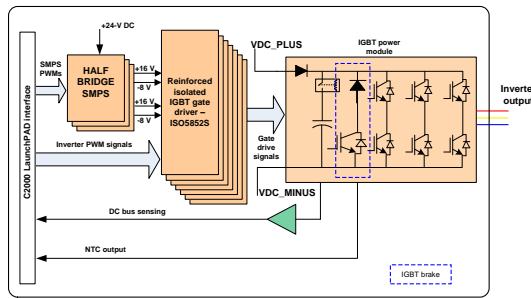 +24-V DC
SMPS
PWMs
HALF
BRIDGE
SMPS
+16 V
-8 V
+16 V
-8 V
Reinforced
isolated
IGBT gate
driver –
ISO5852S
VDC_PLUS
IGBT power
module
Inverter
output
C2000 LaunchPAD interface
Inverter PWM signals
Gate
drive
signals
VDC_MINUS
DC bus sensing
NTC output
IGBT brake